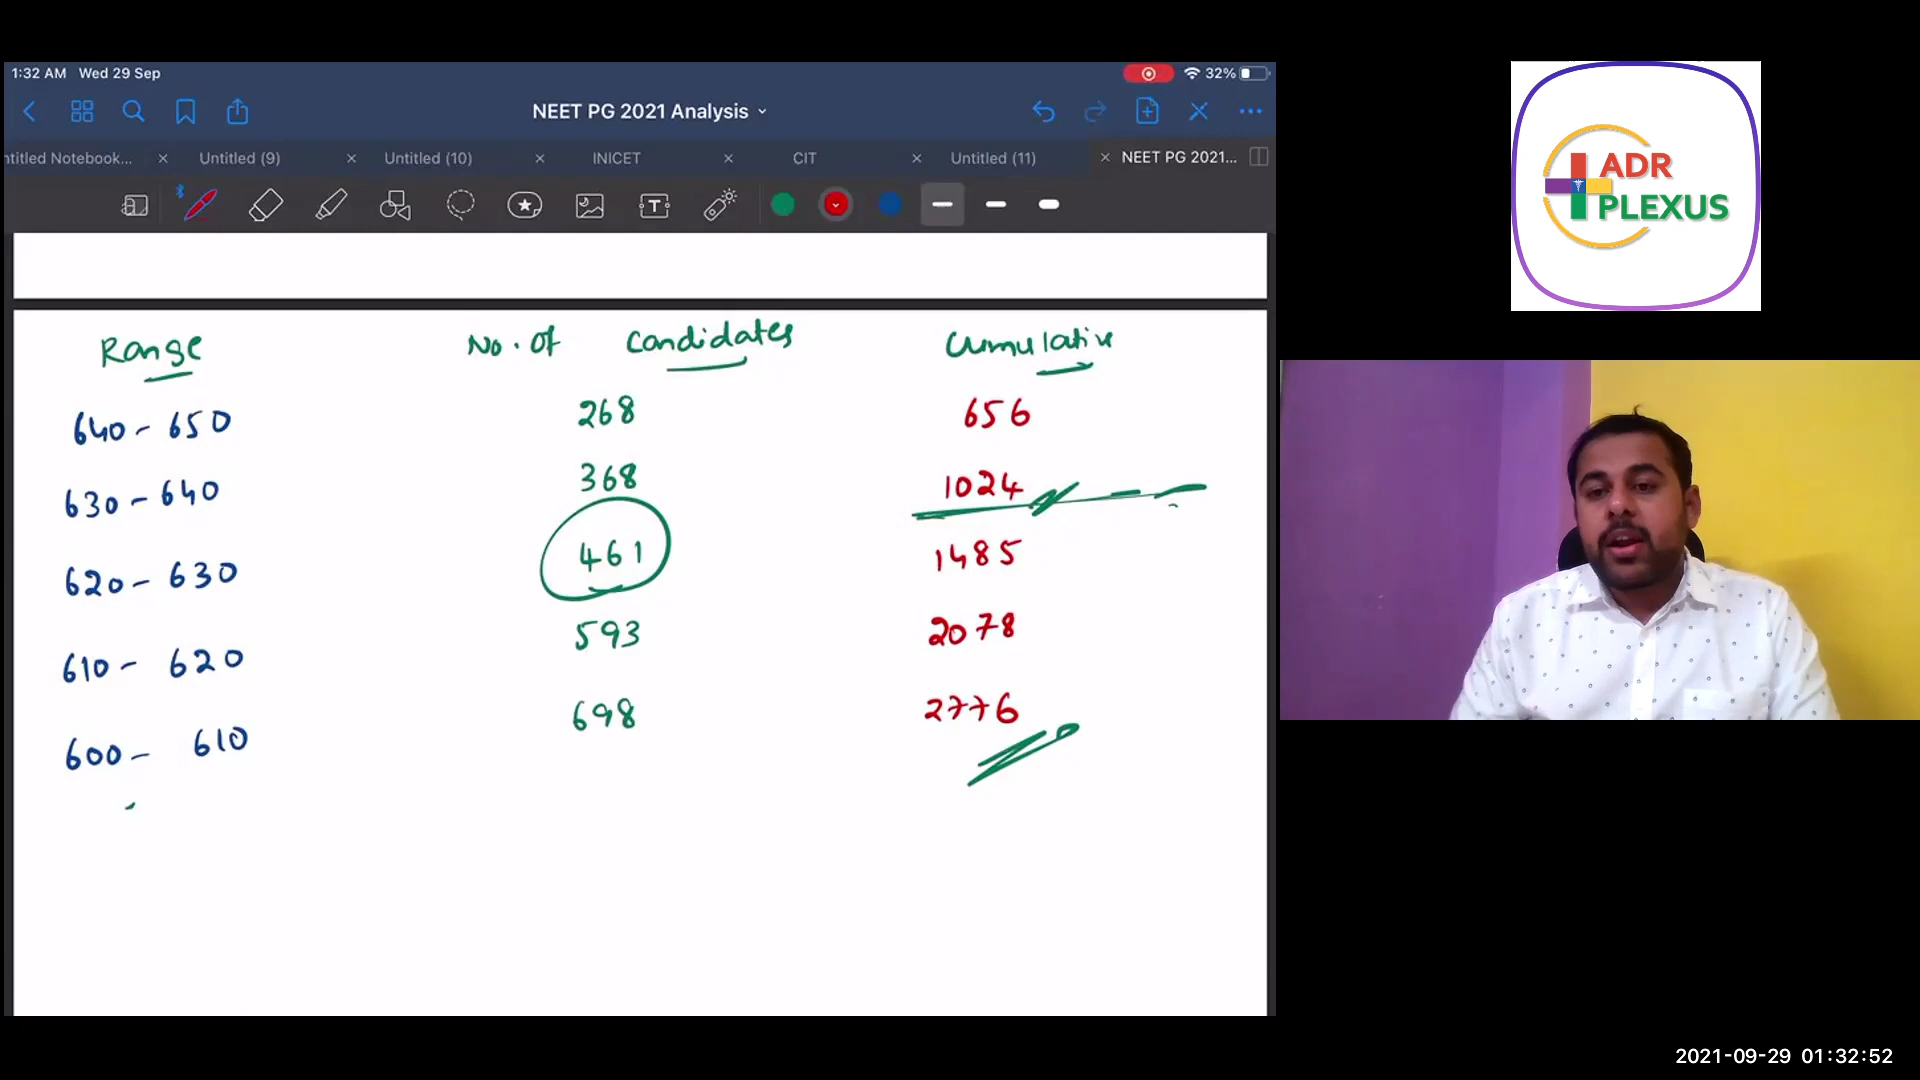 1:32 AM Wed 29 Sep
32%
NEET PG 2021 Analysis
ntitled Notebook...
Untitled (9)
Untitled (10)
INICET
CIT
Untitled (11)
NEET PG 2021...
Range No. of Candidates Cumulative
640 - 650 268 656
630 - 640 368 1024
620 - 630 461 1485
610 - 620 593 2078
600 - 610 698 2776
ADR
PLEXUS
2021-09-29 01:32:52